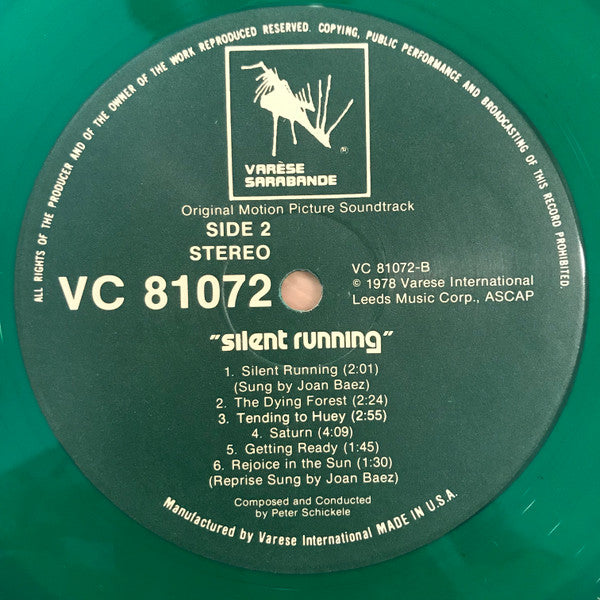 ALL RIGHTS OF THE PRODUCER AND OF THE OWNER OF THE WORK REPRODUCED RESERVED. COPYING, PUBLIC PERFORMANCE AND BROADCASTING OF THIS RECORD PROHIBITED.
VARÈSE
SARABANDE
®
Original Motion Picture Soundtrack
SIDE 2
STEREO
VC 81072
VC 81072-B
© 1978 Varese International
Leeds Music Corp., ASCAP
"silent running"
1. Silent Running (2:01)
(Sung by Joan Baez)
2. The Dying Forest (2:24)
3. Tending to Huey (2:55)
4. Saturn (4:09)
5. Getting Ready (1:45)
6. Rejoice in the Sun (1:30)
(Reprise Sung by Joan Baez)
Composed and Conducted
by Peter Schickele
Manufactured by Varese International MADE IN U.S.A.